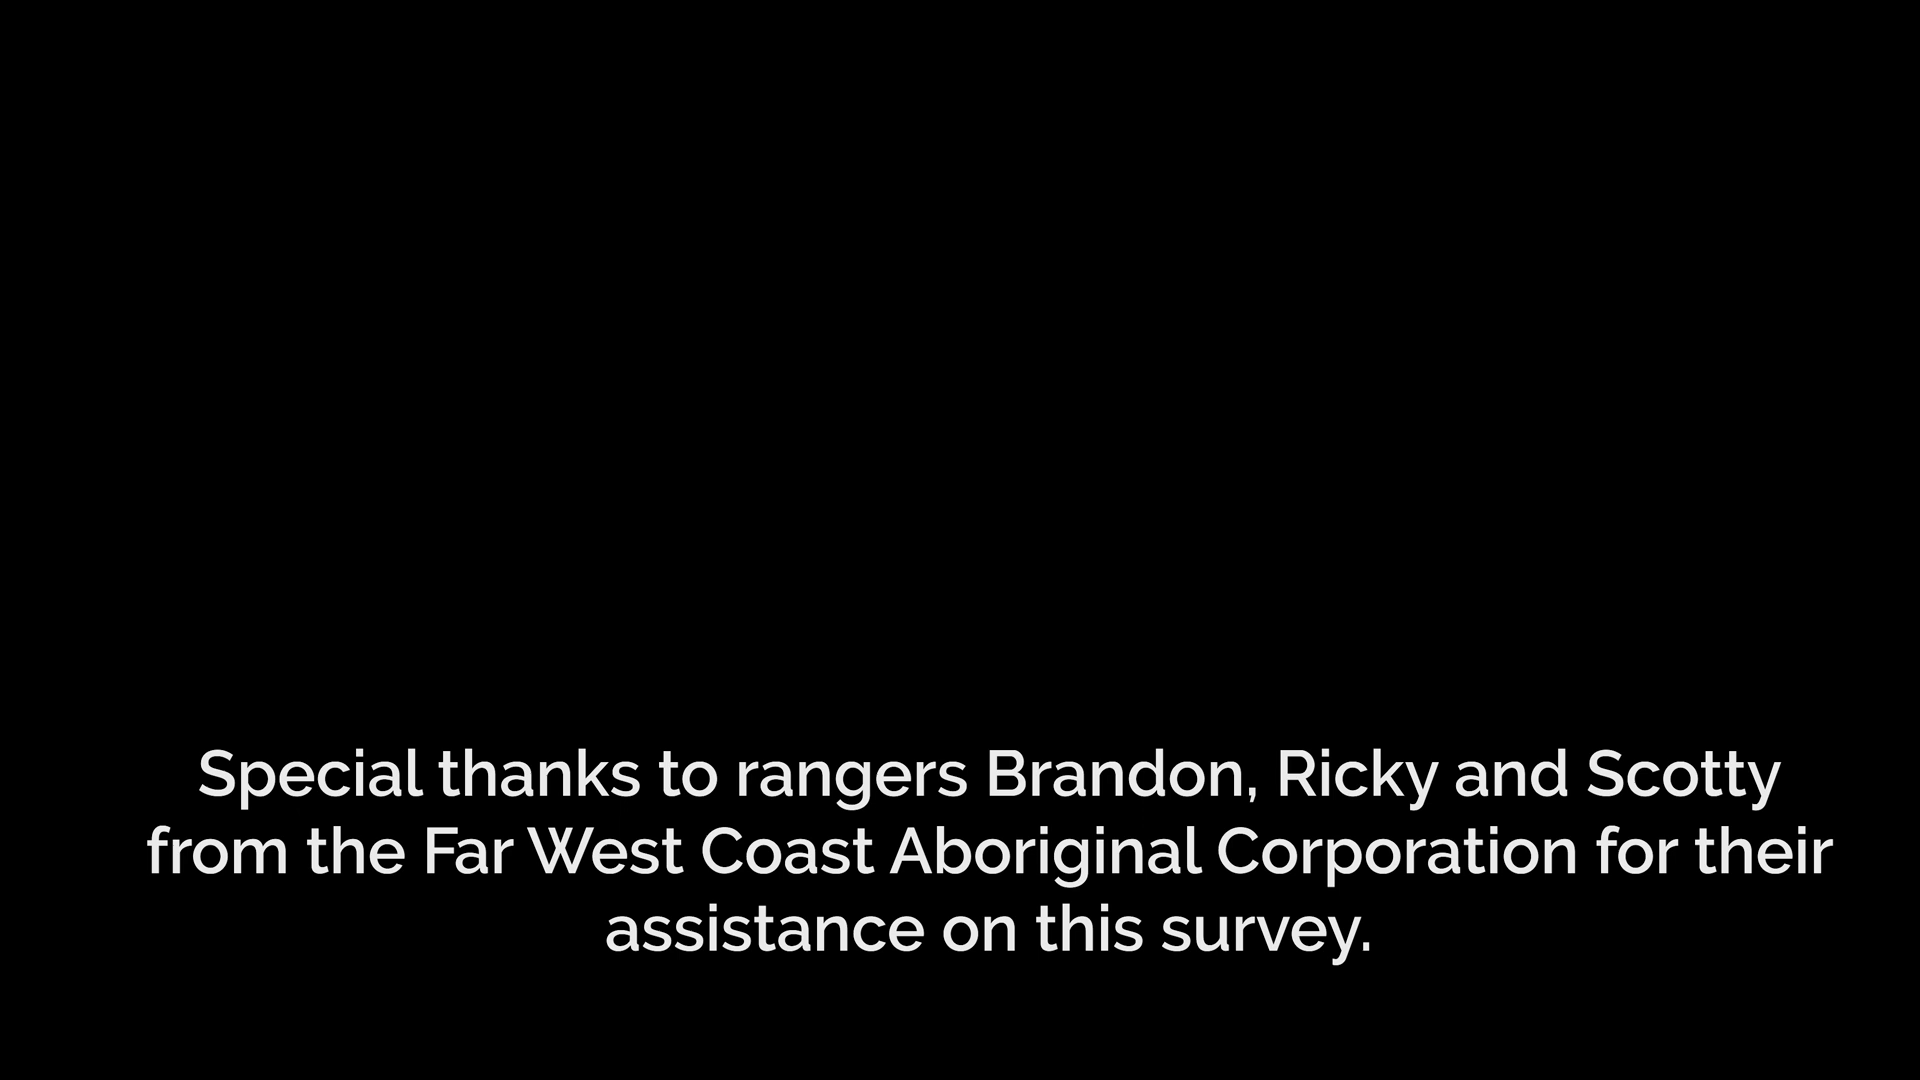 Special thanks to rangers Brandon, Ricky and Scotty
from the Far West Coast Aboriginal Corporation for their
assistance on this survey.